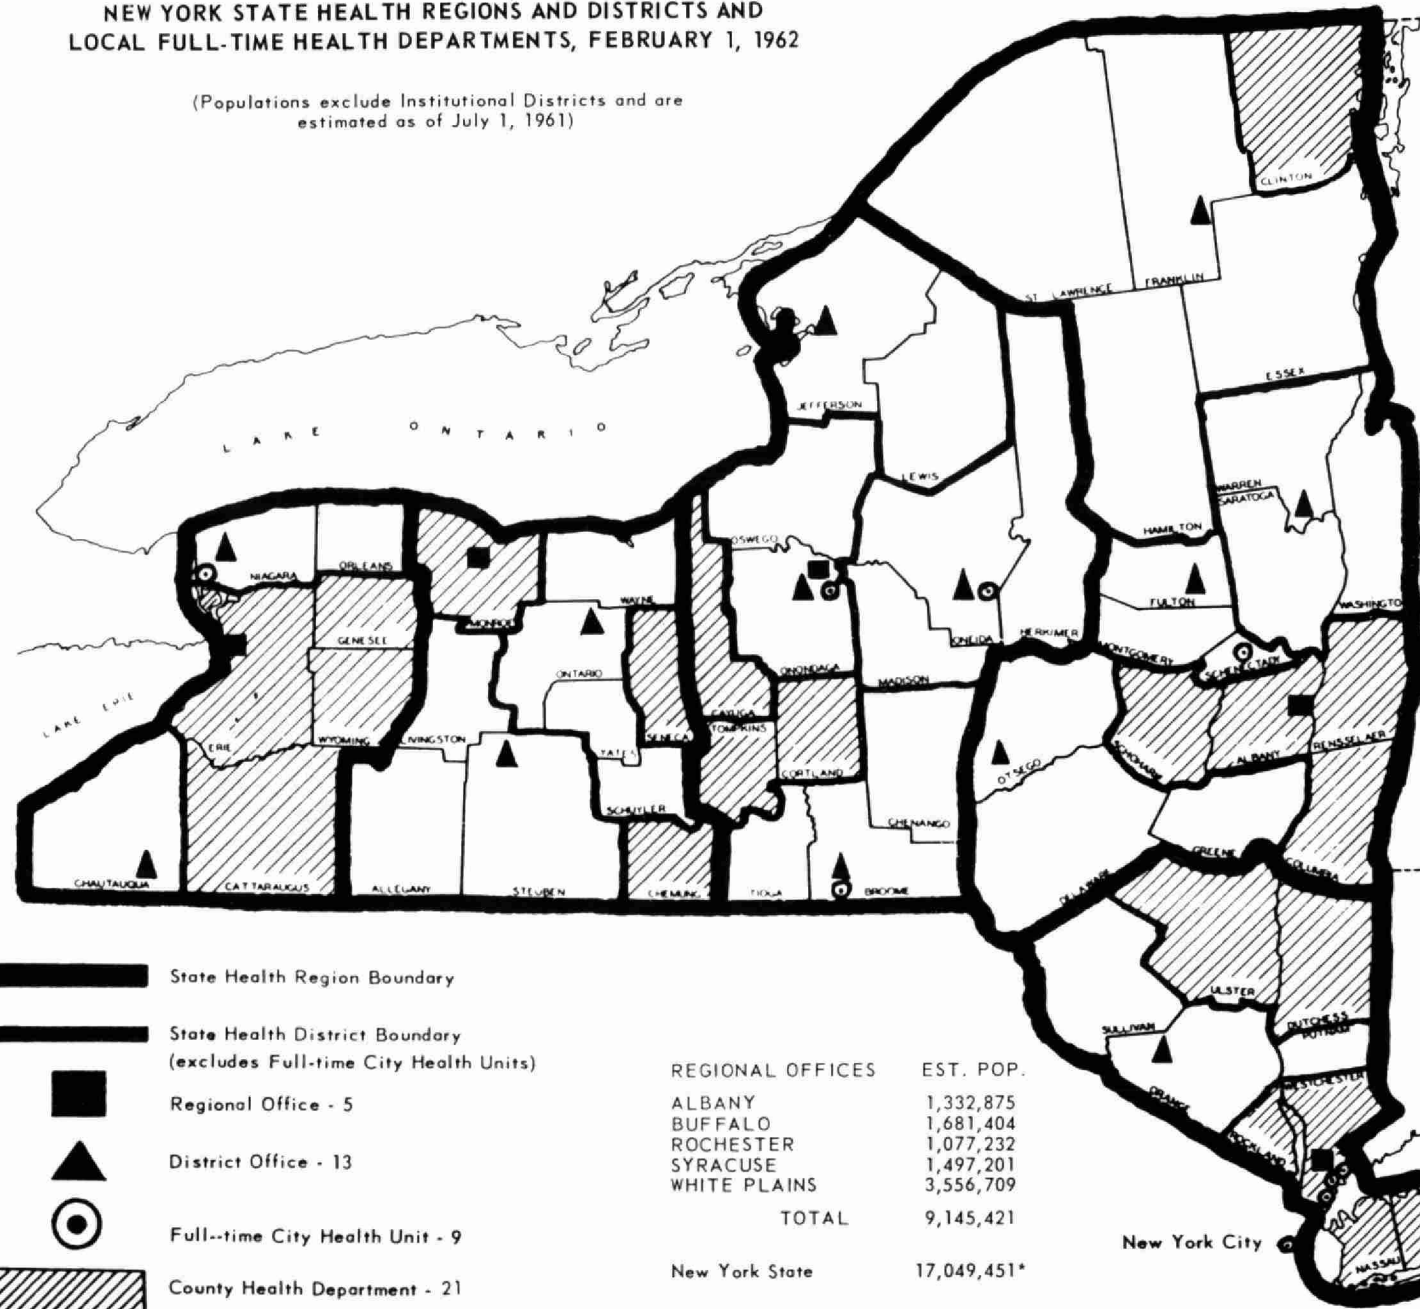 NEW YORK STATE HEALTH REGIONS AND DISTRICTS AND
LOCAL FULL-TIME HEALTH DEPARTMENTS, FEBRUARY 1, 1962
(Populations exclude Institutional Districts and are
estimated as of July 1, 1961)
CLINTON
ST LAWRENCE
FRANKLIN
ESSEX
JEFFERSON
LAKE ONTARIO
LEWIS
WARREN
SARATOGA
HAMILTON
OSWEGO
ORLEANS
NIAGARA
WAYNE
FULTON
WASHINGTON
MONROE
GENESEE
ONEIDA
HERKIMER
MONTGOMERY
SCHENECTADY
ONTARIO
ONONDAGA
MADISON
LAKE ERIE
CAYUGA
TOMPKINS
ERIE
WYOMING
LIVINGSTON
YATES
SENECA
CORTLAND
OTSEGO
SCHOHARIE
ALBANY
RENSSELAER
SCHUYLER
CHENANGO
GREENE
COLUMBIA
CHAUTAUQUA
CATTARAUGUS
ALLEGANY
STEUBEN
CHEMUNG
TIOGA
BROOME
DELAWARE
ULSTER
SULLIVAN
DUTCHESS
PUTNAM
ORANGE
WESTCHESTER
ROCKLAND
NASSAU
New York City
State Health Region Boundary
State Health District Boundary
(excludes Full-time City Health Units)
Regional Office - 5
District Office - 13
Full--time City Health Unit - 9
County Health Department - 21
REGIONAL OFFICES EST. POP.
ALBANY 1,332,875
BUFFALO 1,681,404
ROCHESTER 1,077,232
SYRACUSE 1,497,201
WHITE PLAINS 3,556,709
TOTAL 9,145,421
New York State 17,049,451*